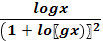 logx
(1 + lo〖gx)〗²